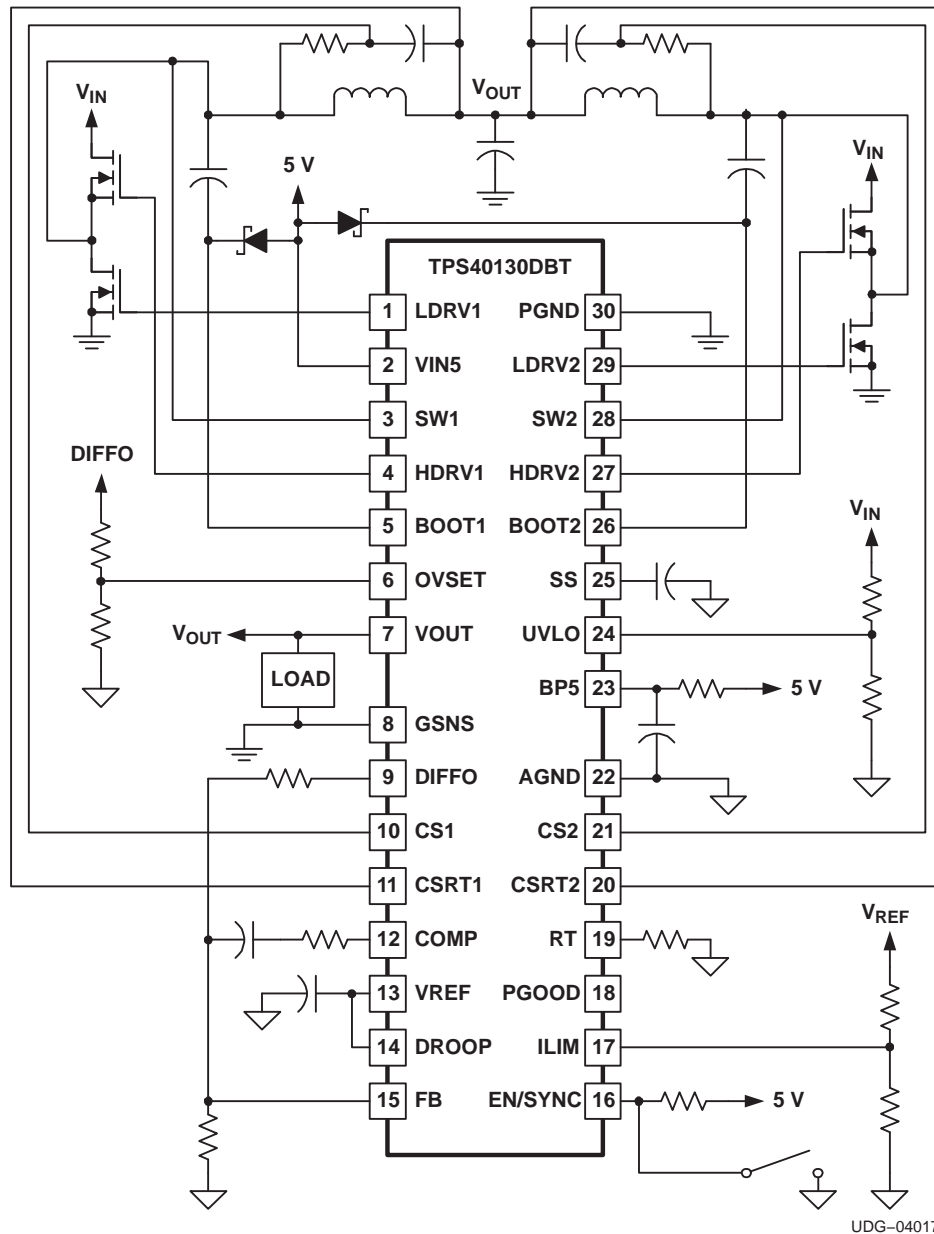 VOUT
VIN
5 V
VIN
TPS40130DBT
1 LDRV1 PGND 30
2 VIN5 LDRV2 29
3 SW1 SW2 28
DIFFO
4 HDRV1 HDRV2 27
VIN
5 BOOT1 BOOT2 26
6 OVSET SS 25
VOUT 7 VOUT UVLO 24
LOAD
BP5 23 5 V
8 GSNS
9 DIFFO AGND 22
10 CS1 CS2 21
11 CSRT1 CSRT2 20
VREF
12 COMP RT 19
13 VREF PGOOD 18
14 DROOP ILIM 17
15 FB EN/SYNC 16 5 V
UDG–04017